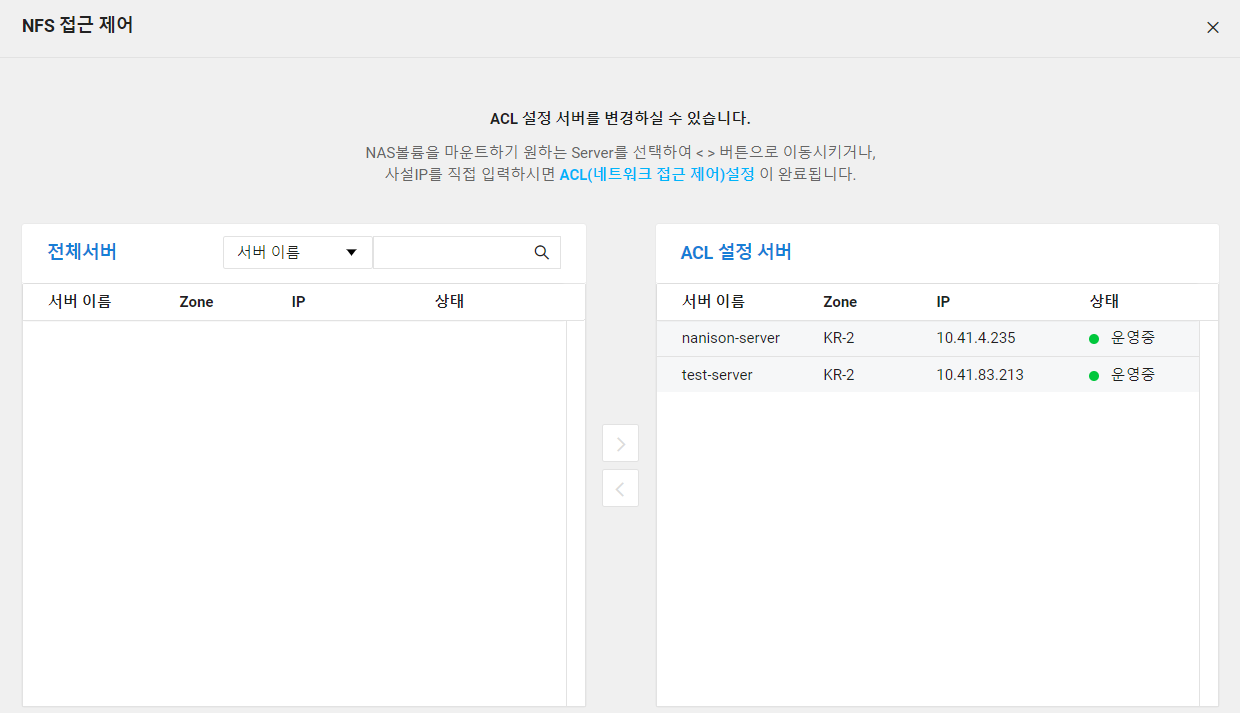 NFS 접근 제어
ACL 설정 서버를 변경하실 수 있습니다.
NAS볼륨을 마운트하기 원하는 Server를 선택하여 < > 버튼으로 이동시키거나,
사설IP를 직접 입력하시면 ACL(네트워크 접근 제어)설정 이 완료됩니다.
전체서버 서버 이름
서버 이름 Zone IP 상태
ACL 설정 서버
서버 이름 Zone IP 상태
nanison-server KR-2 10.41.4.235 운영중
test-server KR-2 10.41.83.213 운영중